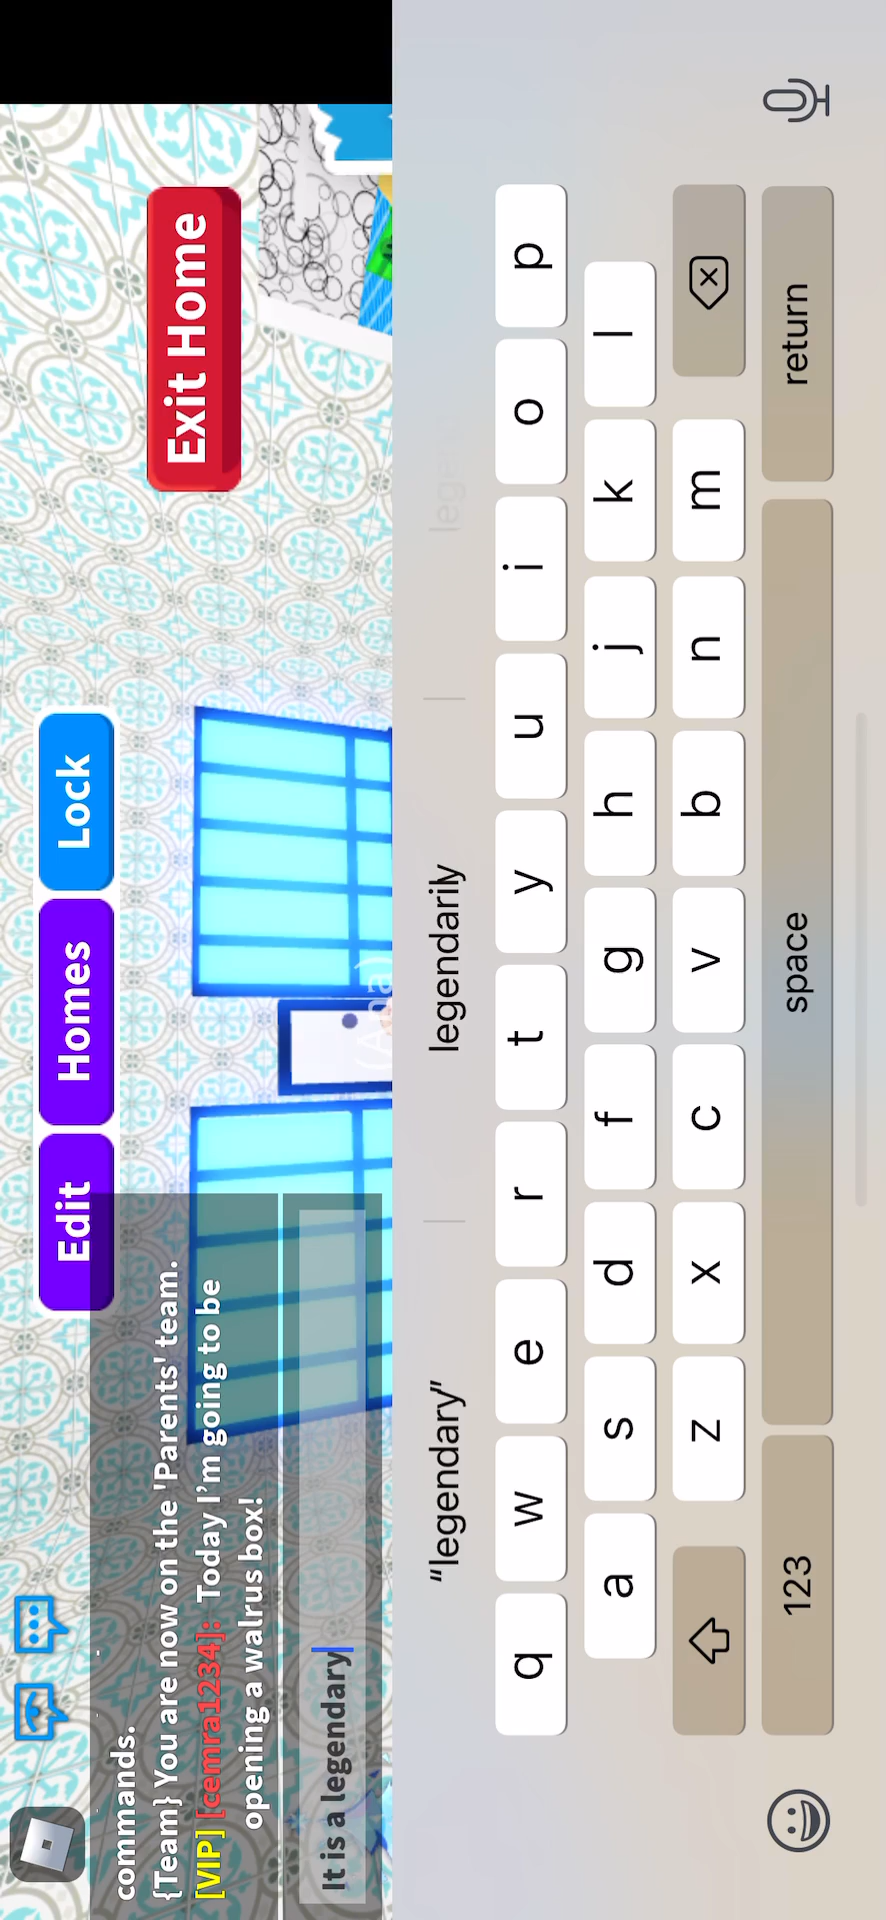 Edit
Homes
Lock
Exit Home
commands.
{Team} You are now on the 'Parents' team.
[VIP] [cemra1234]: Today I'm going to be
opening a walrus box!
It is a legendary
"legendary"
legendarily
legend
q w e r t y u i o p
a s d f g h j k l
z x c v b n m
123
space
return